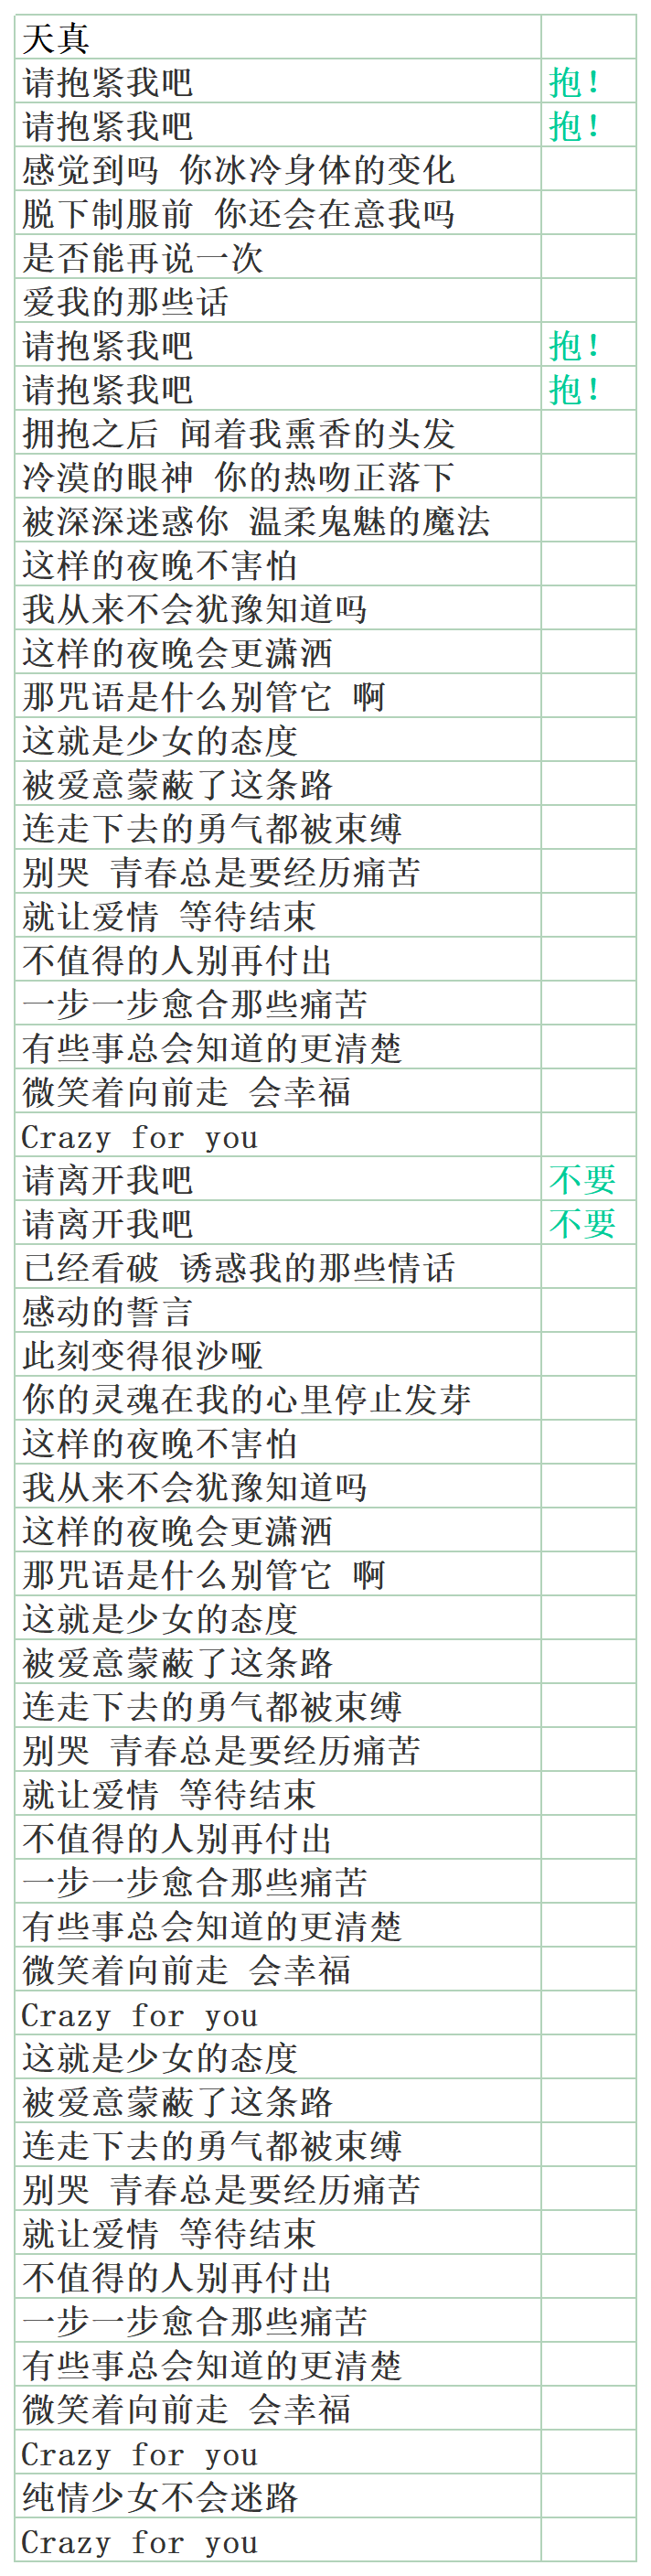 天真
请抱紧我吧 抱！
请抱紧我吧 抱！
感觉到吗 你冰冷身体的变化
脱下制服前 你还会在意我吗
是否能再说一次
爱我的那些话
请抱紧我吧 抱！
请抱紧我吧 抱！
拥抱之后 闻着我熏香的头发
冷漠的眼神 你的热吻正落下
被深深迷惑你 温柔鬼魅的魔法
这样的夜晚不害怕
我从来不会犹豫知道吗
这样的夜晚会更潇洒
那咒语是什么别管它 啊
这就是少女的态度
被爱意蒙蔽了这条路
连走下去的勇气都被束缚
别哭 青春总是要经历痛苦
就让爱情 等待结束
不值得的人别再付出
一步一步愈合那些痛苦
有些事总会知道的更清楚
微笑着向前走 会幸福
Crazy for you
请离开我吧 不要
请离开我吧 不要
已经看破 诱惑我的那些情话
感动的誓言
此刻变得很沙哑
你的灵魂在我的心里停止发芽
这样的夜晚不害怕
我从来不会犹豫知道吗
这样的夜晚会更潇洒
那咒语是什么别管它 啊
这就是少女的态度
被爱意蒙蔽了这条路
连走下去的勇气都被束缚
别哭 青春总是要经历痛苦
就让爱情 等待结束
不值得的人别再付出
一步一步愈合那些痛苦
有些事总会知道的更清楚
微笑着向前走 会幸福
Crazy for you
这就是少女的态度
被爱意蒙蔽了这条路
连走下去的勇气都被束缚
别哭 青春总是要经历痛苦
就让爱情 等待结束
不值得的人别再付出
一步一步愈合那些痛苦
有些事总会知道的更清楚
微笑着向前走 会幸福
Crazy for you
纯情少女不会迷路
Crazy for you